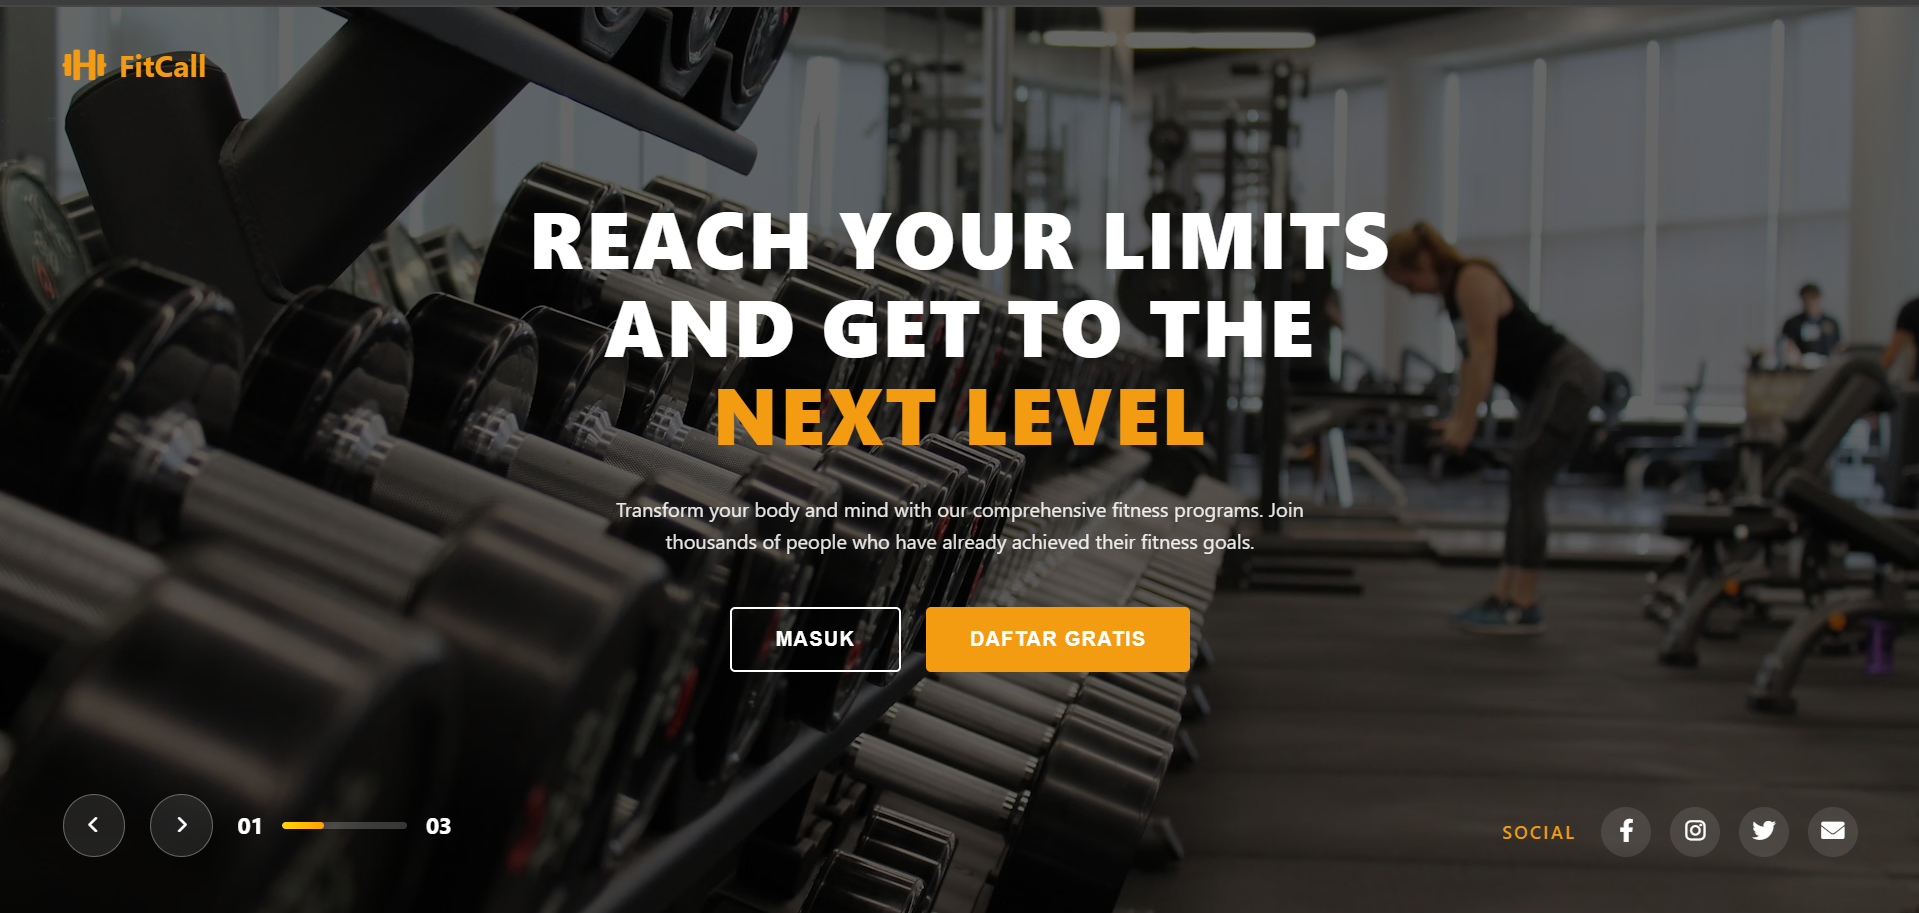 FitCall
REACH YOUR LIMITS
AND GET TO THE
NEXT LEVEL
Transform your body and mind with our comprehensive fitness programs. Join
thousands of people who have already achieved their fitness goals.
MASUK
DAFTAR GRATIS
01
03
SOCIAL